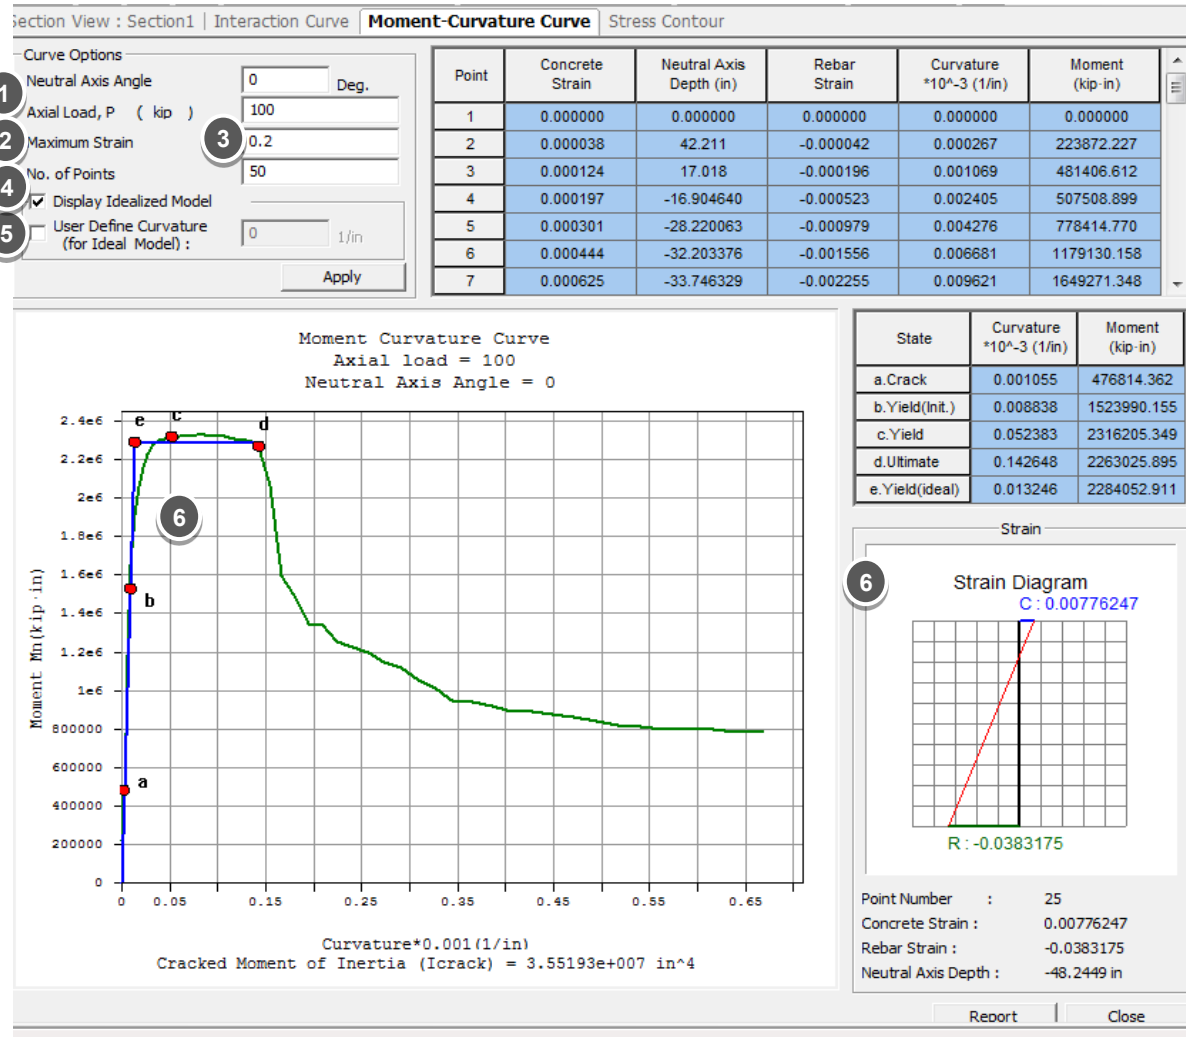 ection View : Section1 | Interaction Curve | Moment-Curvature Curve | Stress Contour
Curve Options
1
Neutral Axis Angle 0 Deg.
Axial Load, P ( kip ) 100
2 Maximum Strain 3 0.2
No. of Points 50
4 Display Idealized Model
5 User Define Curvature
(for Ideal Model) : 0 1/in
Apply
Point Concrete Strain Neutral Axis Depth (in) Rebar Strain Curvature *10^-3 (1/in) Moment (kip·in)
1 0.000000 0.000000 0.000000 0.000000 0.000000
2 0.000038 42.211 -0.000042 0.000267 223872.227
3 0.000124 17.018 -0.000196 0.001069 481406.612
4 0.000197 -16.904640 -0.000523 0.002405 507508.899
5 0.000301 -28.220063 -0.000979 0.004276 778414.770
6 0.000444 -32.203376 -0.001556 0.006681 1179130.158
7 0.000625 -33.746329 -0.002255 0.009621 1649271.348
Moment Curvature Curve
Axial load = 100
Neutral Axis Angle = 0
Moment Mn(kip·in)
2.4e6
2.2e6
2e6
1.8e6
1.6e6
1.4e6
1.2e6
1e6
800000
600000
400000
200000
0
e c d
6
b
a
0 0.05 0.15 0.25 0.35 0.45 0.55 0.65
Curvature*0.001(1/in)
Cracked Moment of Inertia (Icrack) = 3.55193e+007 in^4
State Curvature *10^-3 (1/in) Moment (kip·in)
a.Crack 0.001055 476814.362
b.Yield(Init.) 0.008838 1523990.155
c.Yield 0.052383 2316205.349
d.Ultimate 0.142648 2263025.895
e.Yield(ideal) 0.013246 2284052.911
Strain
6
Strain Diagram
C : 0.00776247
R : -0.0383175
Point Number : 25
Concrete Strain : 0.00776247
Rebar Strain : -0.0383175
Neutral Axis Depth : -48.2449 in
Report Close